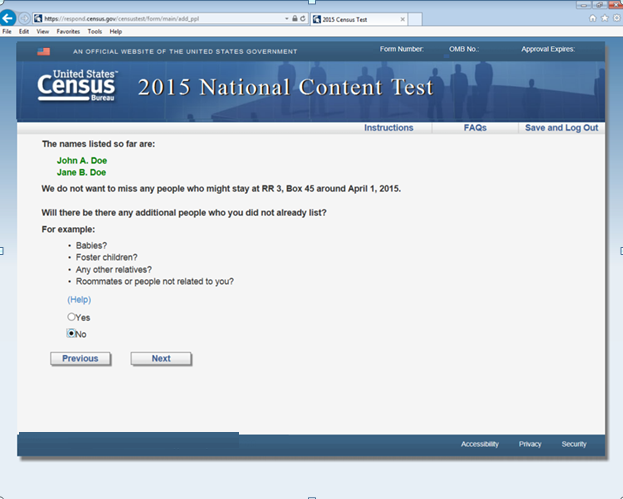 https://respond.census.gov/censustest/form/main/add_ppl
2015 Census Test
File Edit View Favorites Tools Help
AN OFFICIAL WEBSITE OF THE UNITED STATES GOVERNMENT Form Number: OMB No.: Approval Expires:
United States™
Census
Bureau
2015 National Content Test
Instructions FAQs Save and Log Out
The names listed so far are:
John A. Doe
Jane B. Doe
We do not want to miss any people who might stay at RR 3, Box 45 around April 1, 2015.
Will there be there any additional people who you did not already list?
For example:
• Babies?
• Foster children?
• Any other relatives?
• Roommates or people not related to you?
(Help)
Yes
No
Previous Next
Accessibility Privacy Security